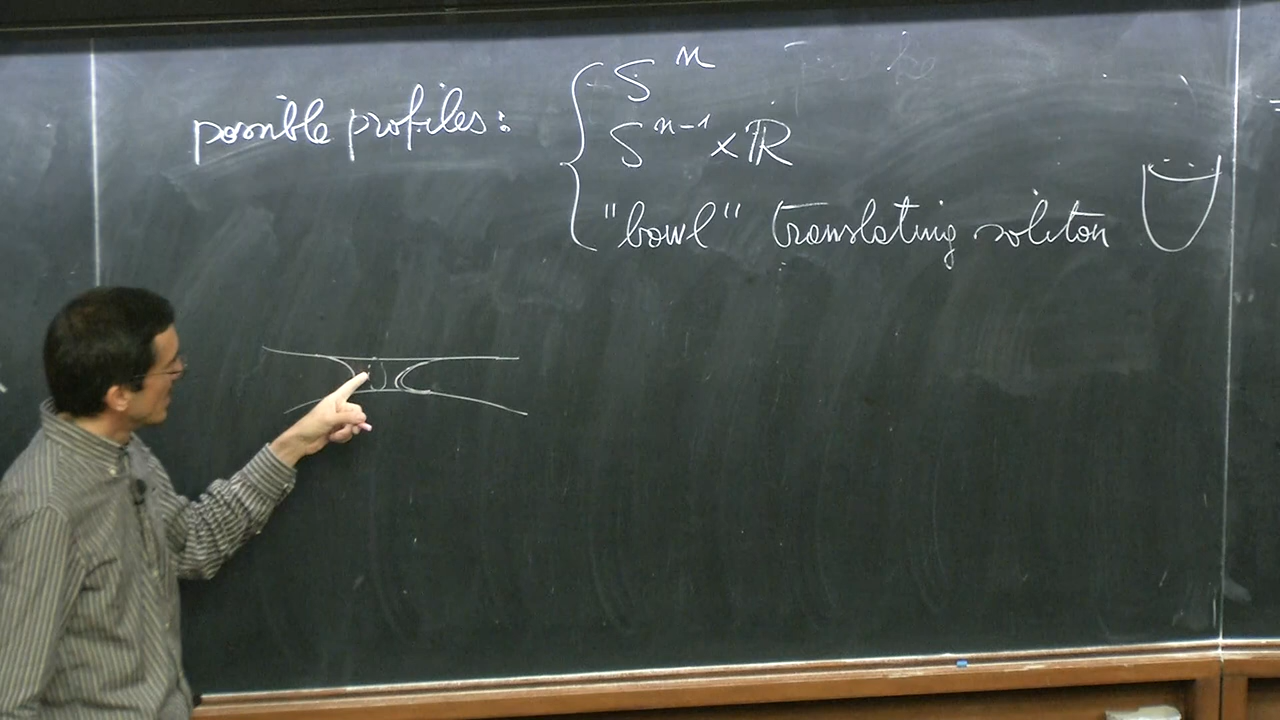 possible profiles:
S^n
S^{n-1} × ℝ
"bowl" translating soliton